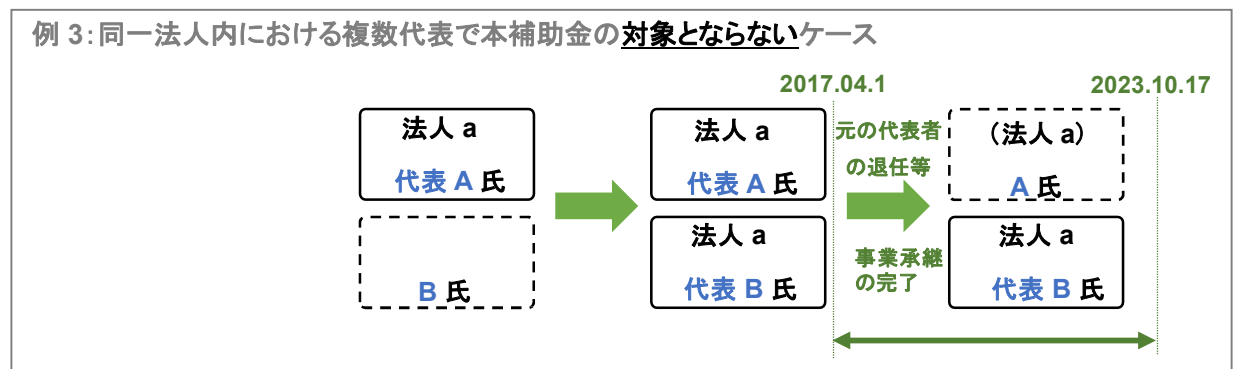 例 3：同一法人内における複数代表で本補助金の対象とならないケース
2017.04.1
2023.10.17
法人 a
代表 A 氏
B 氏
法人 a
代表 A 氏
法人 a
代表 B 氏
元の代表者
の退任等
事業承継
の完了
（法人 a）
A 氏
法人 a
代表 B 氏